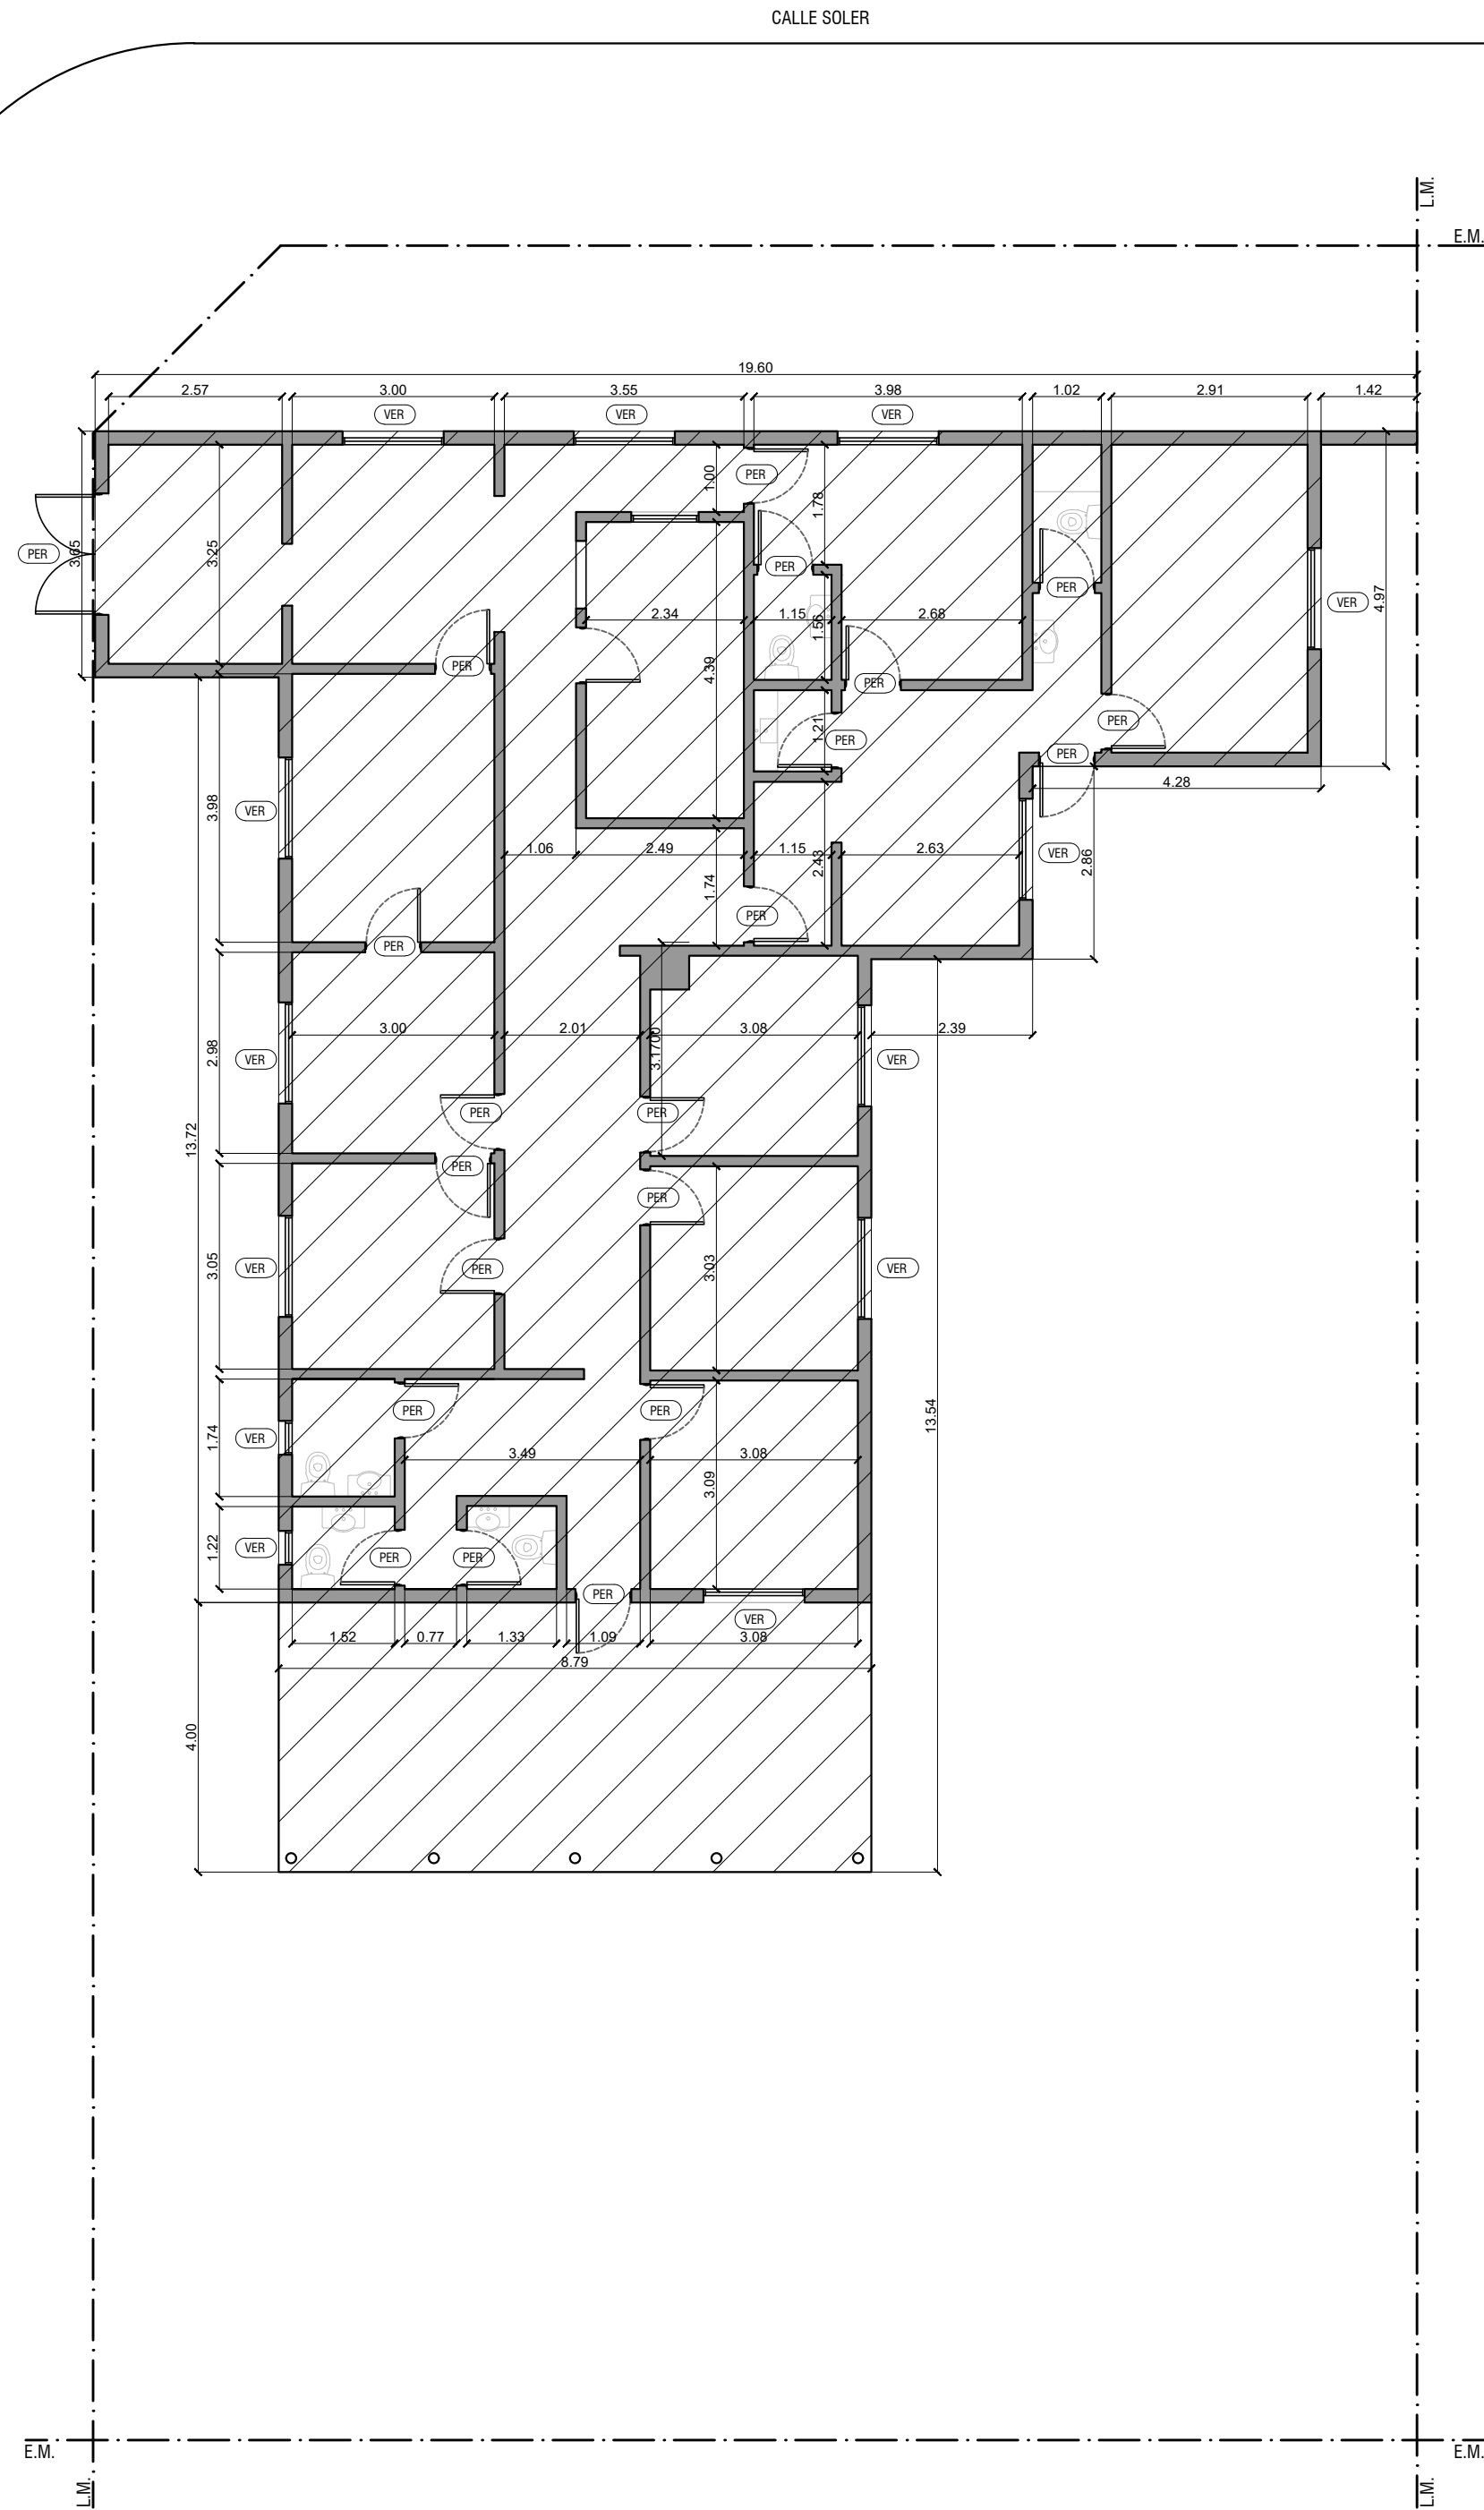 CALLE SOLER
L.M.
E.M.
19.60
2.57
3.00
3.55
3.98
1.02
2.91
1.42
VER
VER
VER
PER
1.00
1.78
PER
3.65
3.25
PER
PER
VER
4.97
2.34
1.15
1.56
2.68
PER
4.39
PER
PER
1.21
PER
PER
4.28
3.98
VER
1.06
2.49
1.15
2.43
2.63
VER
2.86
1.74
PER
PER
3.00
2.01
3.1700
3.08
2.39
2.98
VER
VER
PER
PER
13.72
PER
PER
3.05
VER
PER
3.03
VER
PER
PER
13.54
1.74
VER
3.49
3.08
3.09
1.22
VER
PER
PER
PER
VER
1.52
0.77
1.33
1.09
3.08
8.79
4.00
E.M.
E.M.
L.M.
L.M.